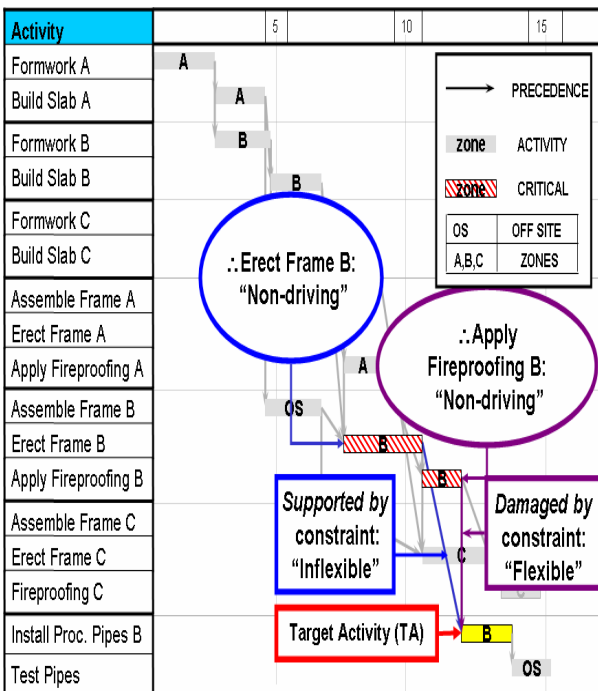 Activity
5
10
15
Formwork A
A
Build Slab A
A
Formwork B
B
Build Slab B
B
Formwork C
Build Slab C
Assemble Frame A
Erect Frame A
Apply Fireproofing A
A
Assemble Frame B
OS
Erect Frame B
B
Apply Fireproofing B
B
Assemble Frame C
Erect Frame C
C
Fireproofing C
C
Install Proc. Pipes B
B
Test Pipes
OS
PRECEDENCE
zone ACTIVITY
zone CRITICAL
OS OFF SITE
A,B,C ZONES
∴Erect Frame B:
“Non-driving”
∴Apply
Fireproofing B:
“Non-driving”
Supported by
constraint:
“Inflexible”
Damaged by
constraint:
“Flexible”
Target Activity (TA)